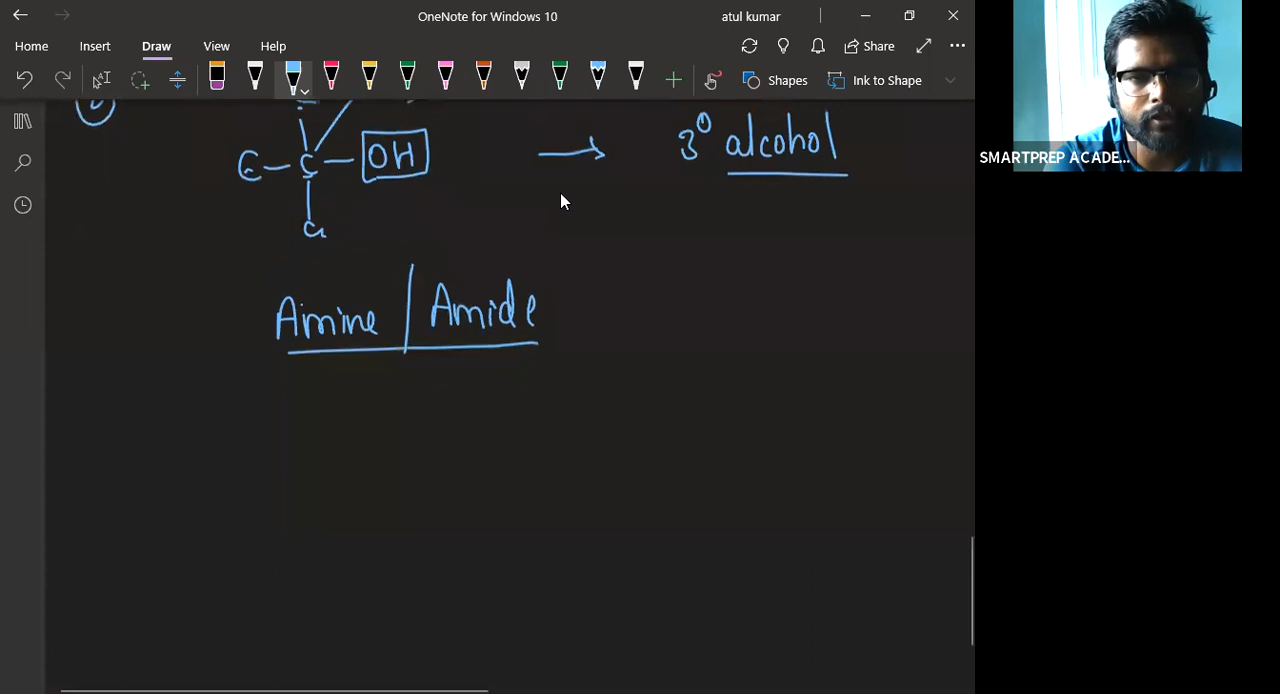 OneNote for Windows 10
atul kumar
Home Insert Draw View Help
Share
Shapes
Ink to Shape
C – C – OH → 3⁰ alcohol
C
Amine | Amide
SMARTPREP ACADE...